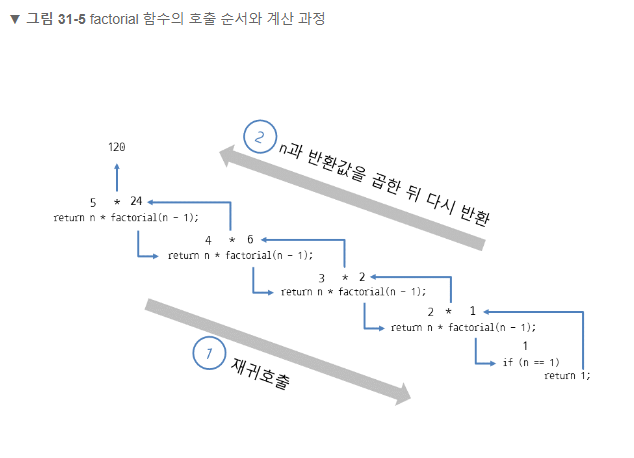 ▼ 그림 31-5 factorial 함수의 호출 순서와 계산 과정
2 n과 반환값을 곱한 뒤 다시 반환
120
5 * 24
return n * factorial(n - 1);
4 * 6
return n * factorial(n - 1);
3 * 2
return n * factorial(n - 1);
2 * 1
return n * factorial(n - 1);
1
if (n == 1)
return 1;
1 재귀호출